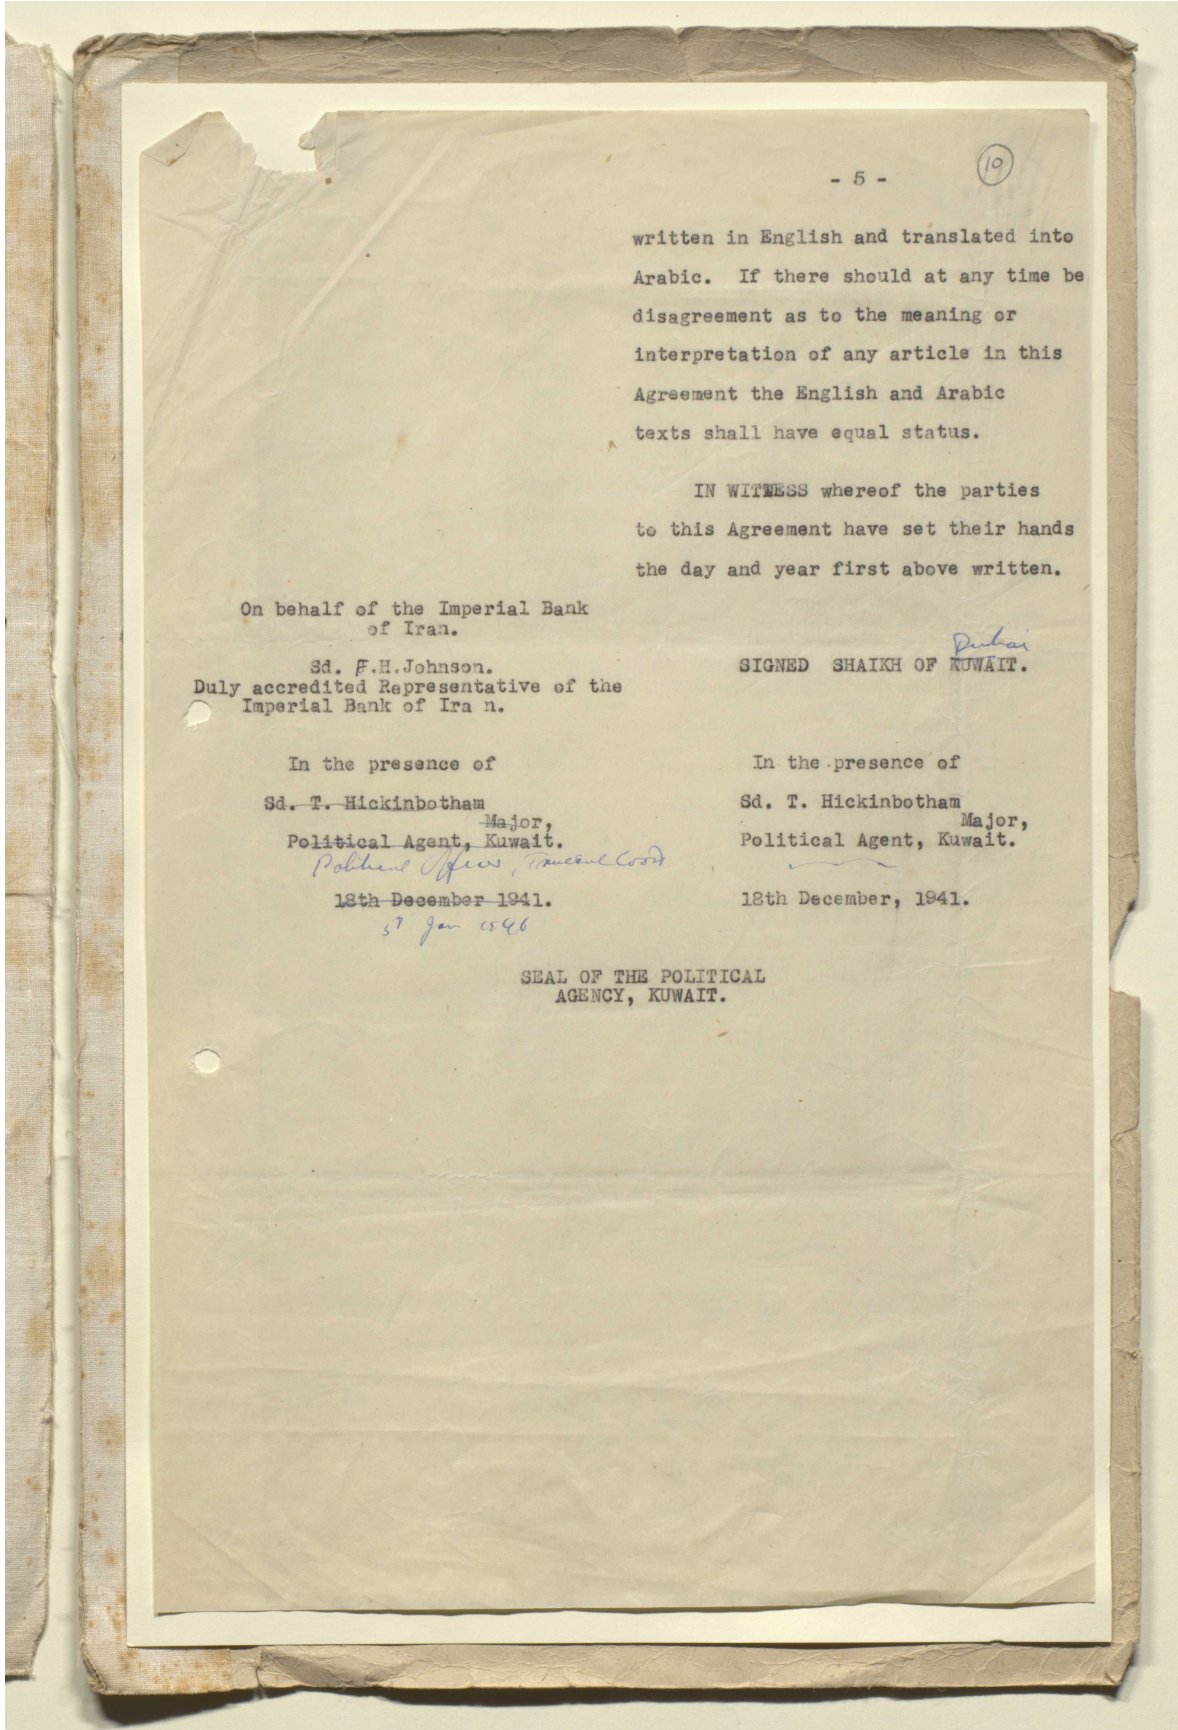 - 5 -
10
written in English and translated into
Arabic. If there should at any time be
disagreement as to the meaning or
interpretation of any article in this
Agreement the English and Arabic
texts shall have equal status.
IN WITNESS whereof the parties
to this Agreement have set their hands
the day and year first above written.
On behalf of the Imperial Bank
of Iran.
Sd. F.H.Johnson.
Duly accredited Representative of the
Imperial Bank of Ira n.
Dubai
SIGNED SHAIKH OF KUWAIT.
In the presence of
Sd. T. Hickinbotham
Major,
Political Agent, Kuwait.
Political Officer, Trucial Coast
18th December 1941.
Jan 1946
In the presence of
Sd. T. Hickinbotham
Major,
Political Agent, Kuwait.
18th December, 1941.
SEAL OF THE POLITICAL
AGENCY, KUWAIT.